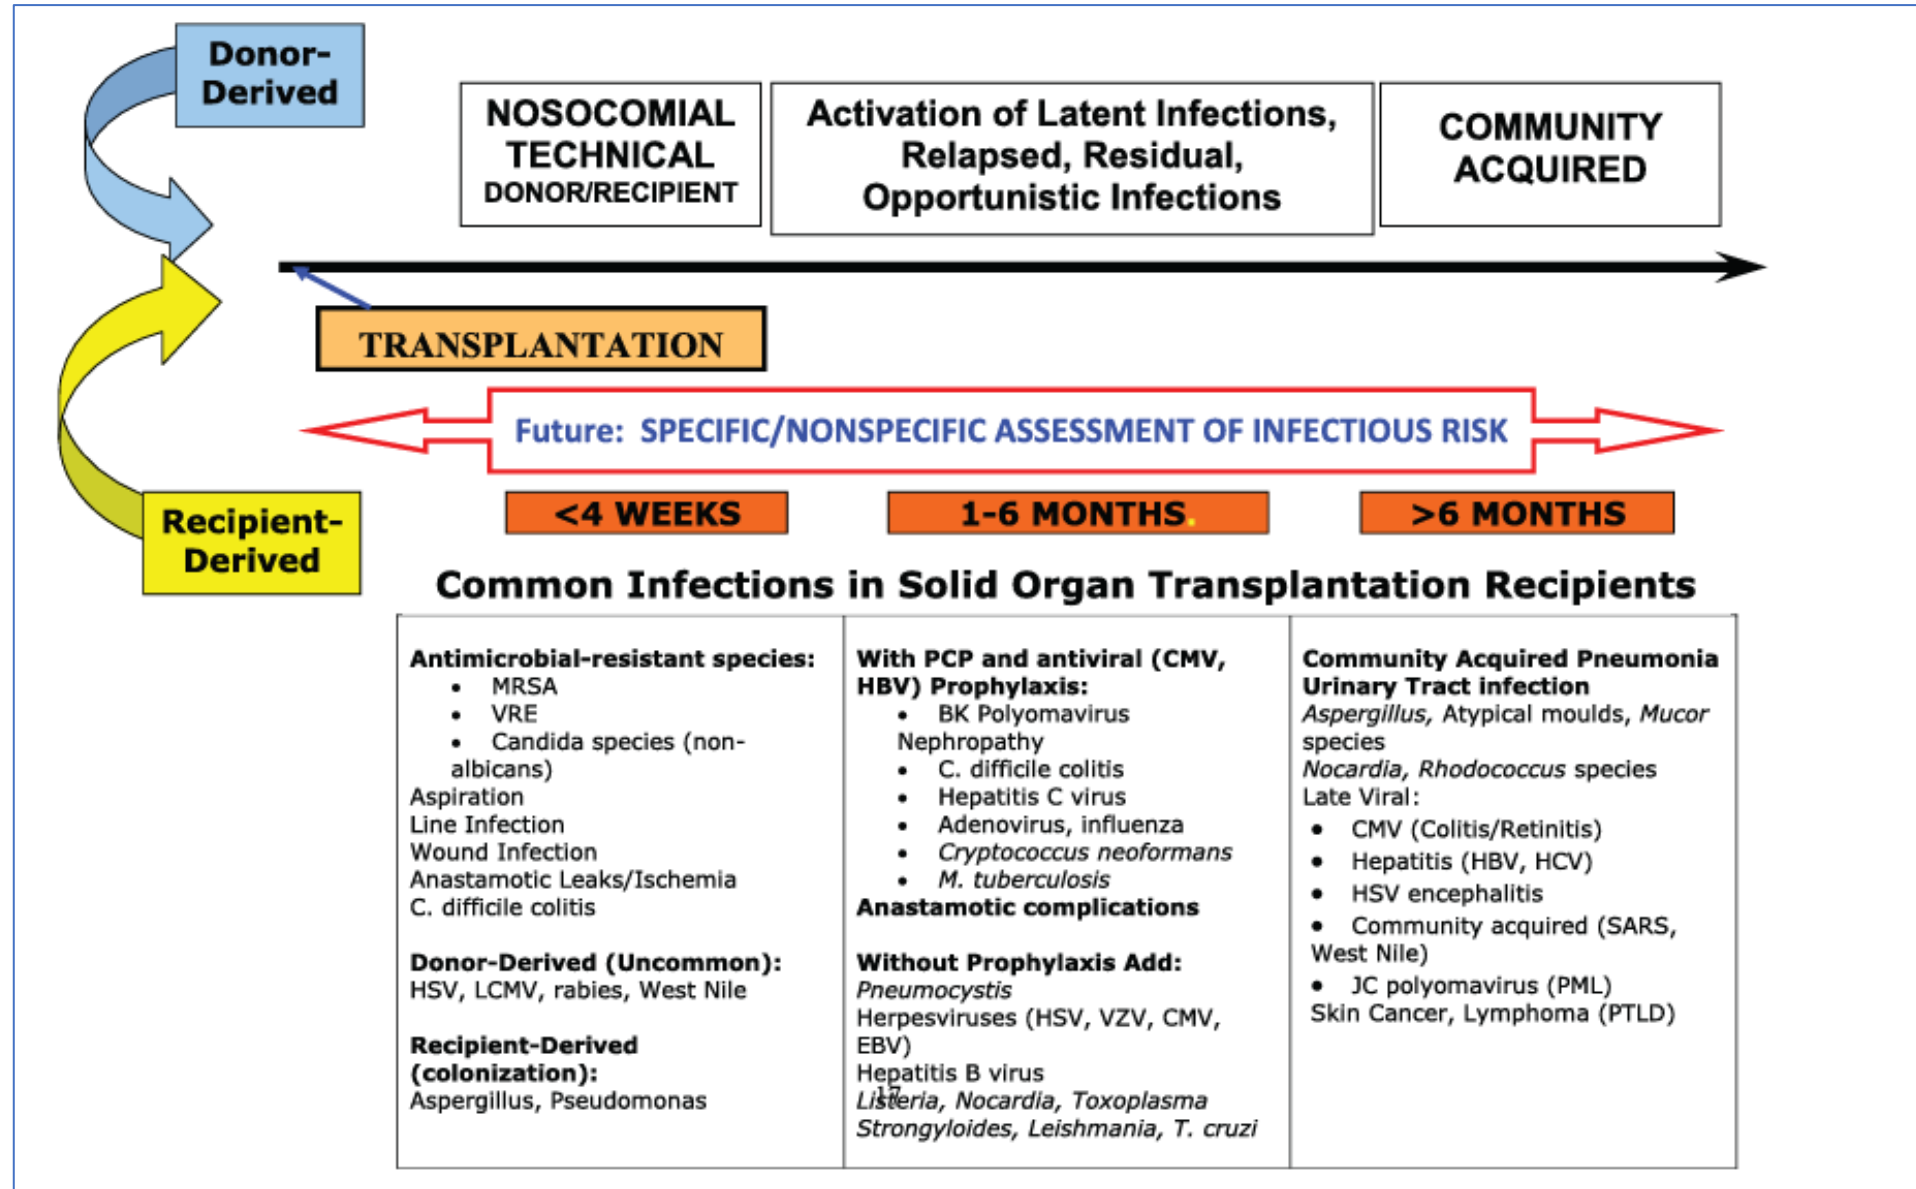 Donor-
Derived
NOSOCOMIAL
TECHNICAL
DONOR/RECIPIENT
Activation of Latent Infections,
Relapsed, Residual,
Opportunistic Infections
COMMUNITY
ACQUIRED
TRANSPLANTATION
Future: SPECIFIC/NONSPECIFIC ASSESSMENT OF INFECTIOUS RISK
Recipient-
Derived
<4 WEEKS
1-6 MONTHS.
>6 MONTHS
Common Infections in Solid Organ Transplantation Recipients
Antimicrobial-resistant species:
• MRSA
• VRE
• Candida species (non-
albicans)
Aspiration
Line Infection
Wound Infection
Anastamotic Leaks/Ischemia
C. difficile colitis
Donor-Derived (Uncommon):
HSV, LCMV, rabies, West Nile
Recipient-Derived
(colonization):
Aspergillus, Pseudomonas
With PCP and antiviral (CMV,
HBV) Prophylaxis:
• BK Polyomavirus
Nephropathy
• C. difficile colitis
• Hepatitis C virus
• Adenovirus, influenza
• Cryptococcus neoformans
• M. tuberculosis
Anastamotic complications
Without Prophylaxis Add:
Pneumocystis
Herpesviruses (HSV, VZV, CMV,
EBV)
Hepatitis B virus
17
Listeria, Nocardia, Toxoplasma
Strongyloides, Leishmania, T. cruzi
Community Acquired Pneumonia
Urinary Tract infection
Aspergillus, Atypical moulds, Mucor
species
Nocardia, Rhodococcus species
Late Viral:
• CMV (Colitis/Retinitis)
• Hepatitis (HBV, HCV)
• HSV encephalitis
• Community acquired (SARS,
West Nile)
• JC polyomavirus (PML)
Skin Cancer, Lymphoma (PTLD)